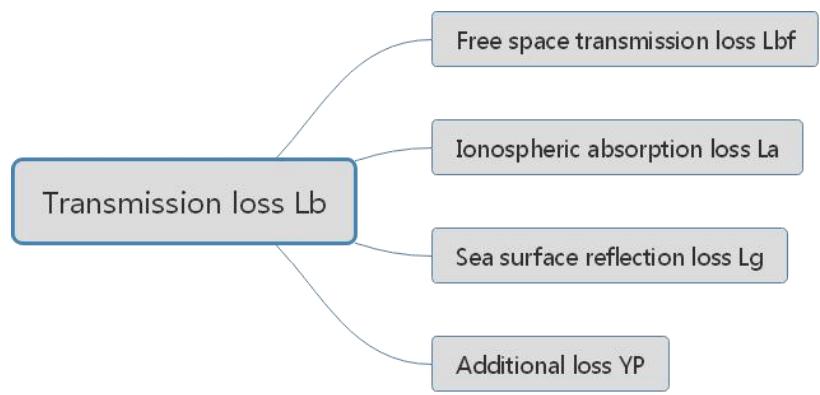 Free space transmission loss Lbf
Ionospheric absorption loss La
Transmission loss Lb
Sea surface reflection loss Lg
Additional loss YP